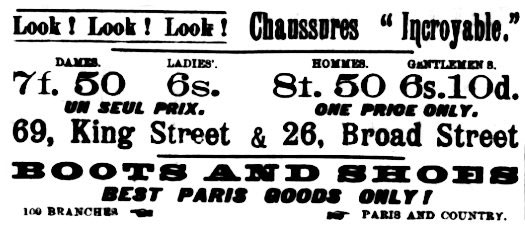 Look! Look! Look! Chaussures "Incroyable."
DAMES. LADIES'. HOMMES. GANTLEMENS.
7f. 50 6s. 8f. 50 6s. 10d.
UN SEUL PRIX. ONE PRICE ONLY.
69, King Street & 26, Broad Street
BOOTS AND SHOES
BEST PARIS GOODS ONLY!
100 BRANCHES PARIS AND COUNTRY.